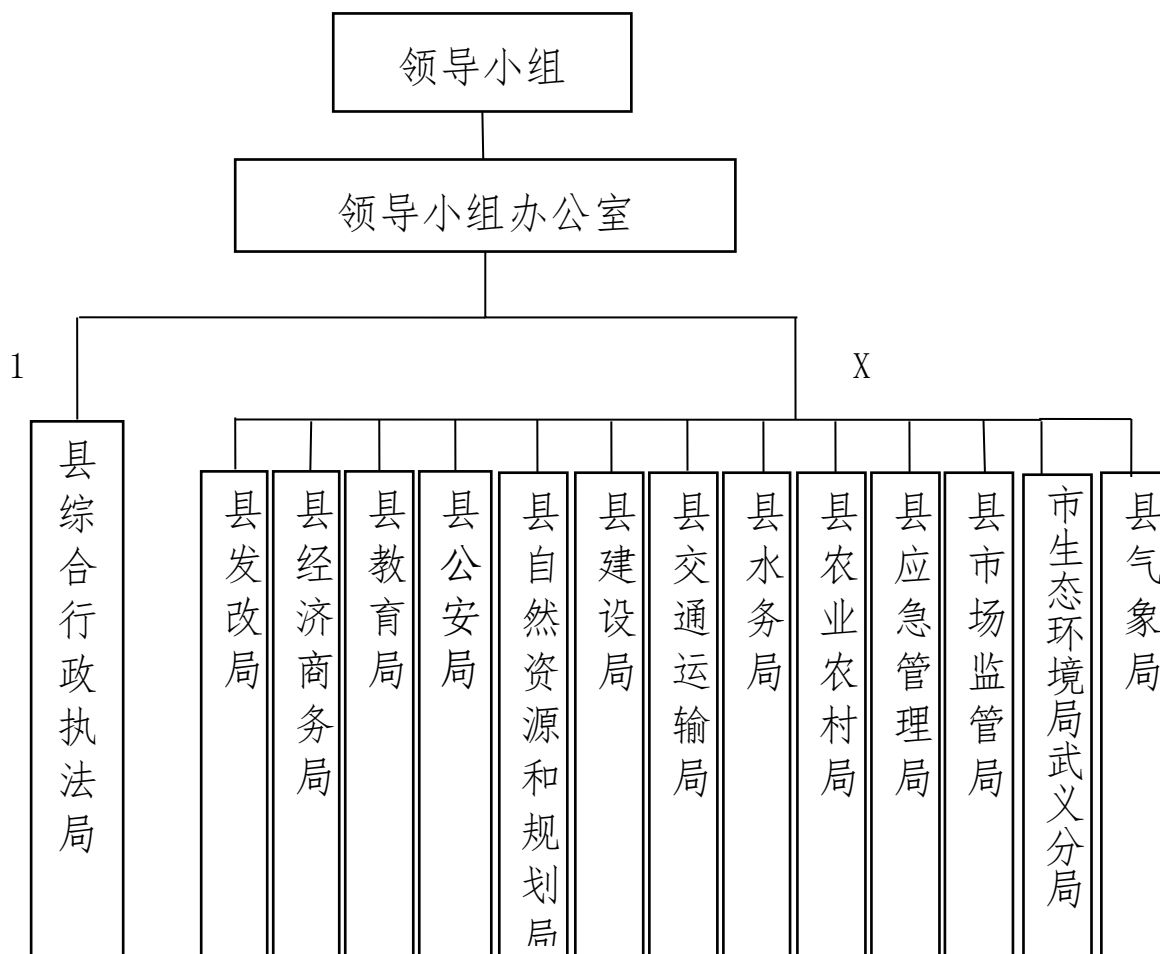 领导小组
领导小组办公室
1
X
县综合行政执法局
县发改局
县经济商务局
县教育局
县公安局
县自然资源和规划局
县建设局
县交通运输局
县水务局
县农业农村局
县应急管理局
县市场监管局
市生态环境局武义分局
县气象局